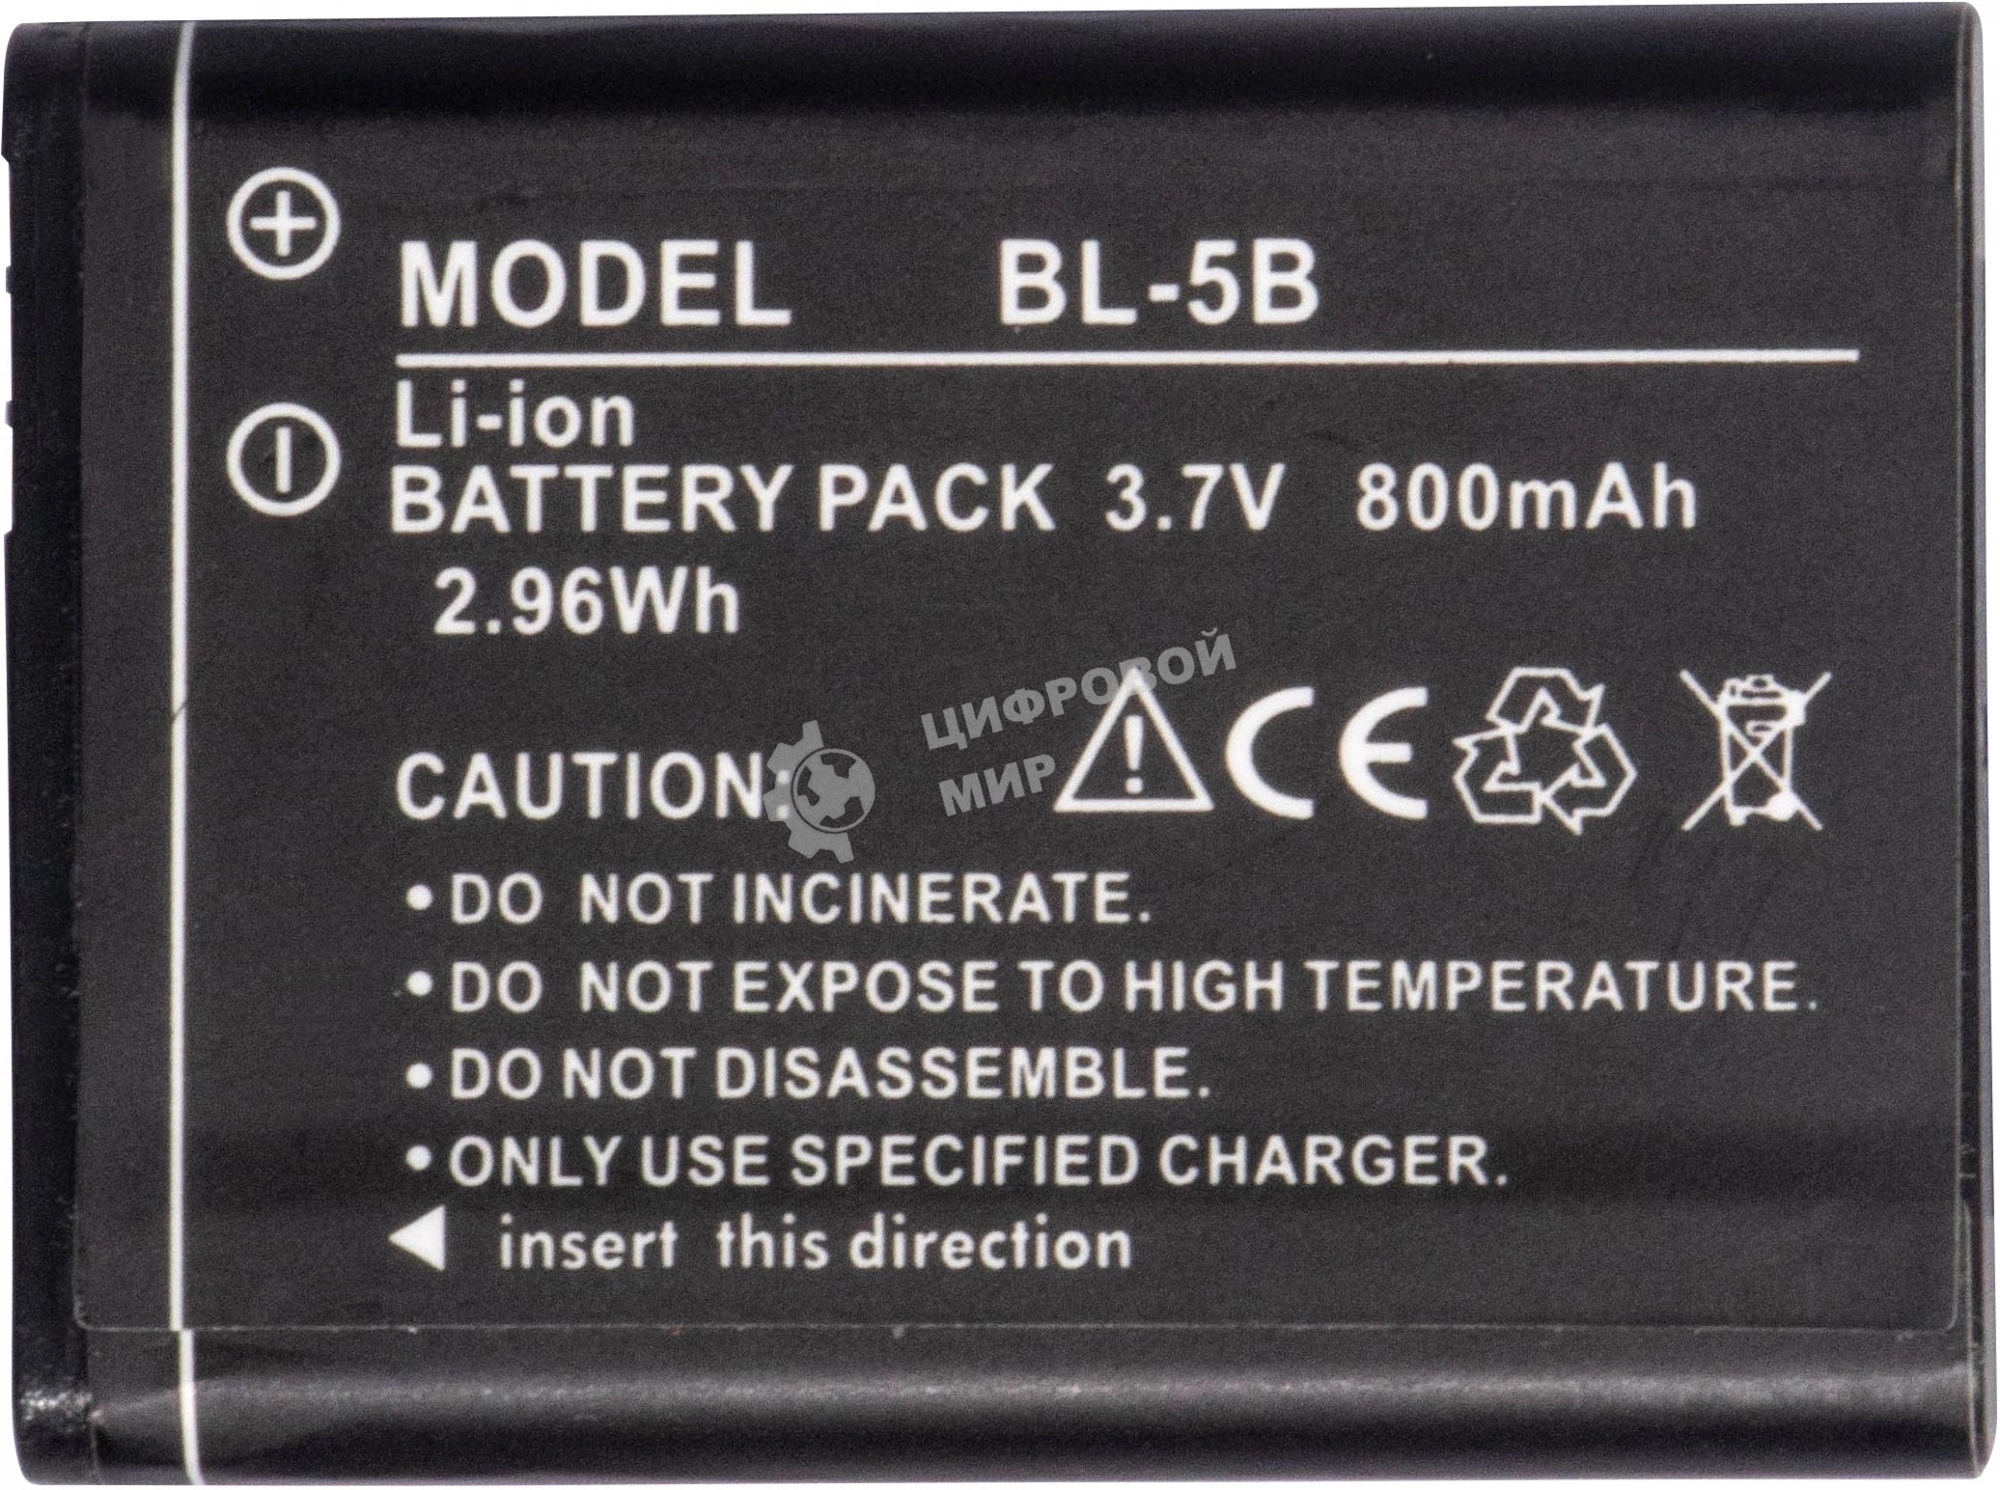 MODEL BL-5B
Li-ion
BATTERY PACK 3.7V 800mAh
2.96Wh
ЦИФРОВОЙ
МИР
CAUTION:
CE
•DO NOT INCINERATE.
•DO NOT EXPOSE TO HIGH TEMPERATURE.
•DO NOT DISASSEMBLE.
•ONLY USE SPECIFIED CHARGER.
insert this direction